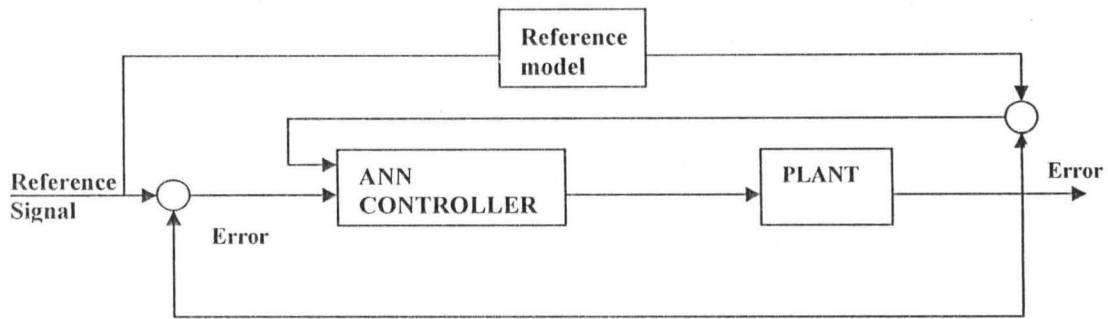 Reference
model
ANN
CONTROLLER
PLANT
Error
Reference
Signal
Error